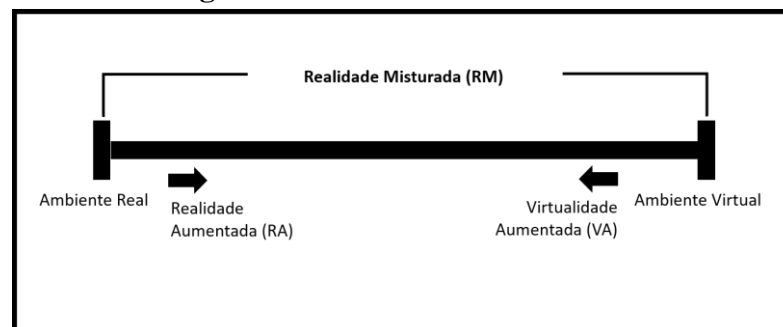 Realidade Misturada (RM)
Ambiente Real
Realidade
Aumentada (RA)
Virtualidade
Aumentada (VA)
Ambiente Virtual